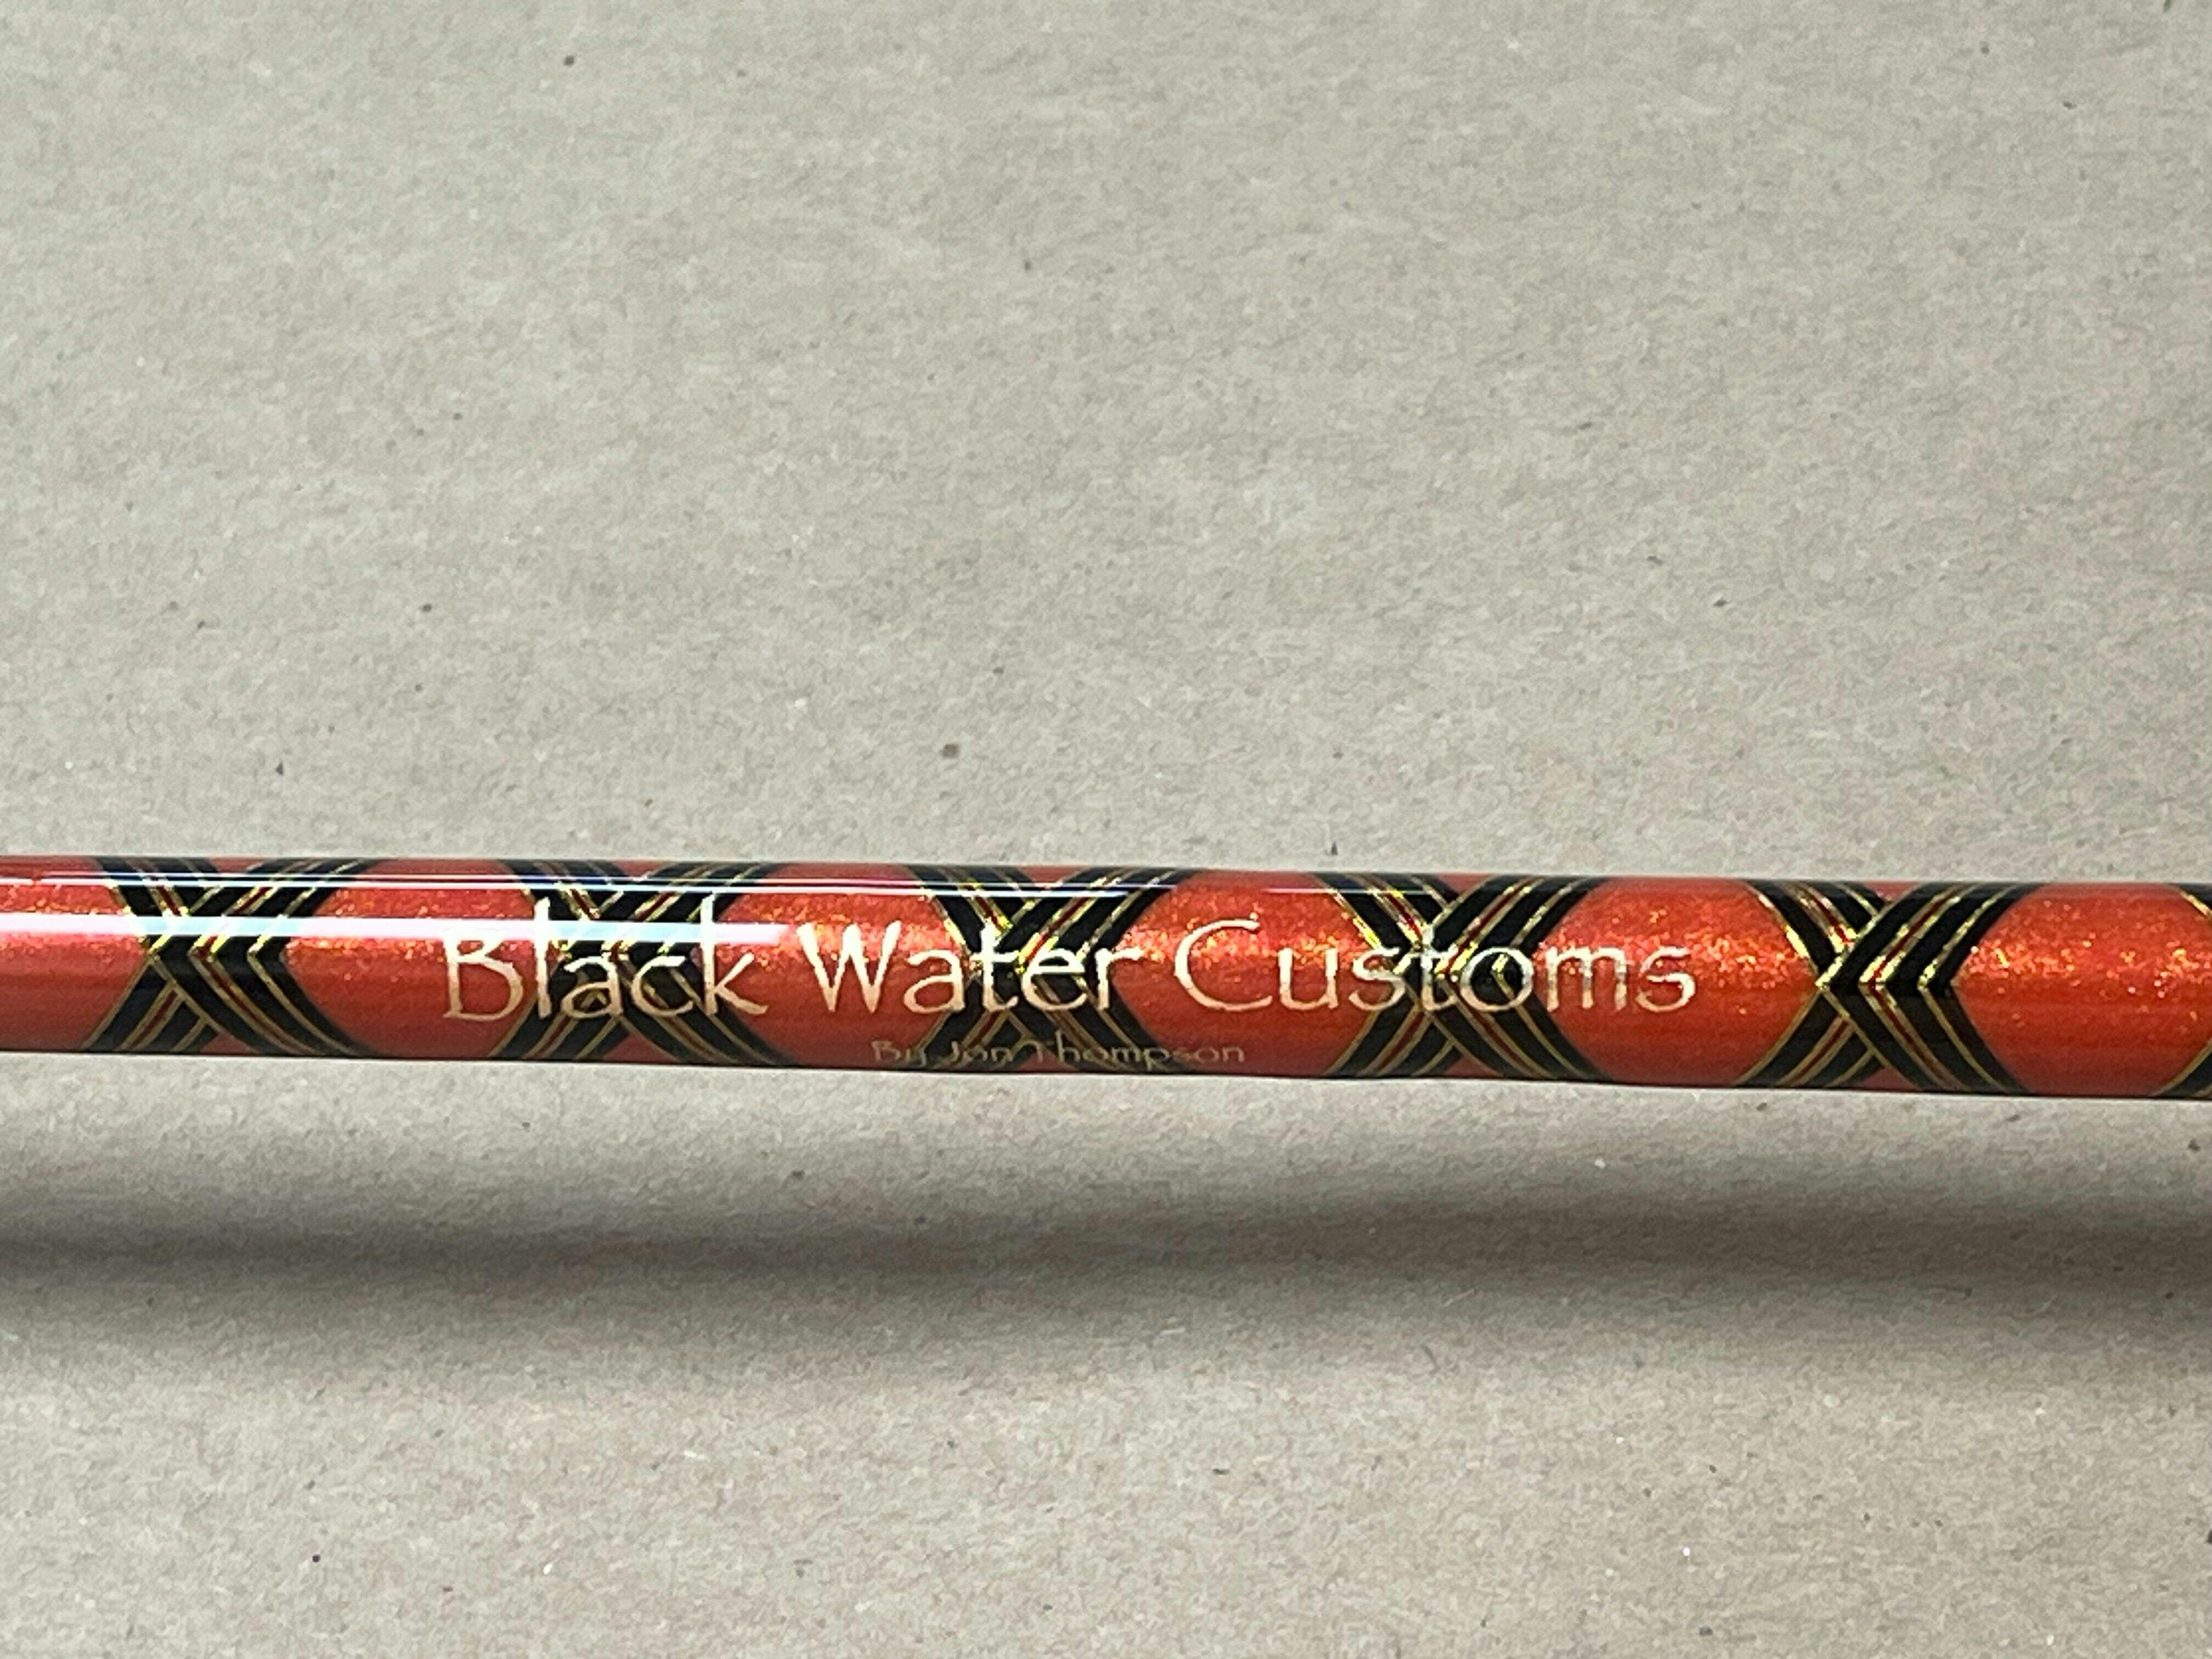 Black Water Customs
By Jon Thompson